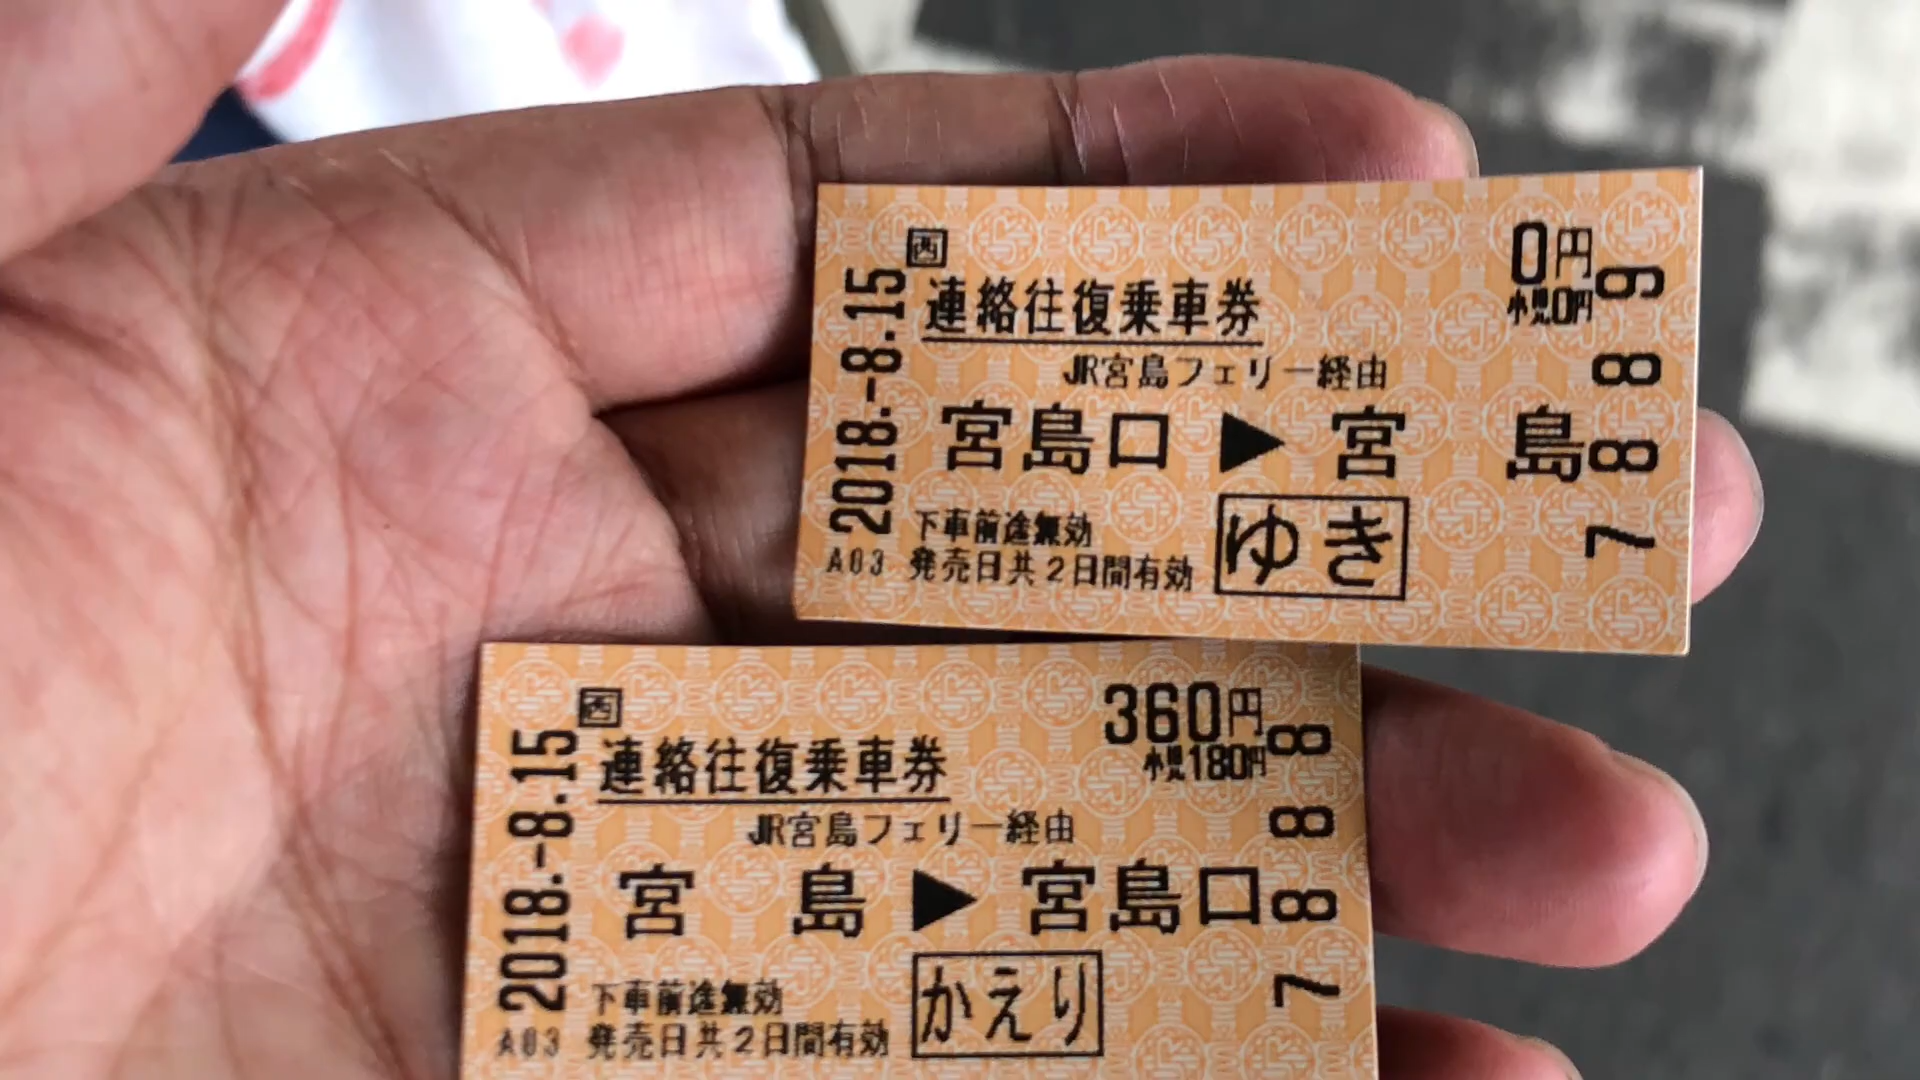 西
0円
連絡往復乗車券
小児0円
JR宮島フェリー経由
宮島口▶宮島
下車前途無効
ゆき
A03 発売日共2日間有効
2018.-8.15
7889
西
360円
連絡往復乗車券
小児180円
JR宮島フェリー経由
宮島▶宮島口
下車前途無効
かえり
A03 発売日共2日間有効
2018.-8.15
7888